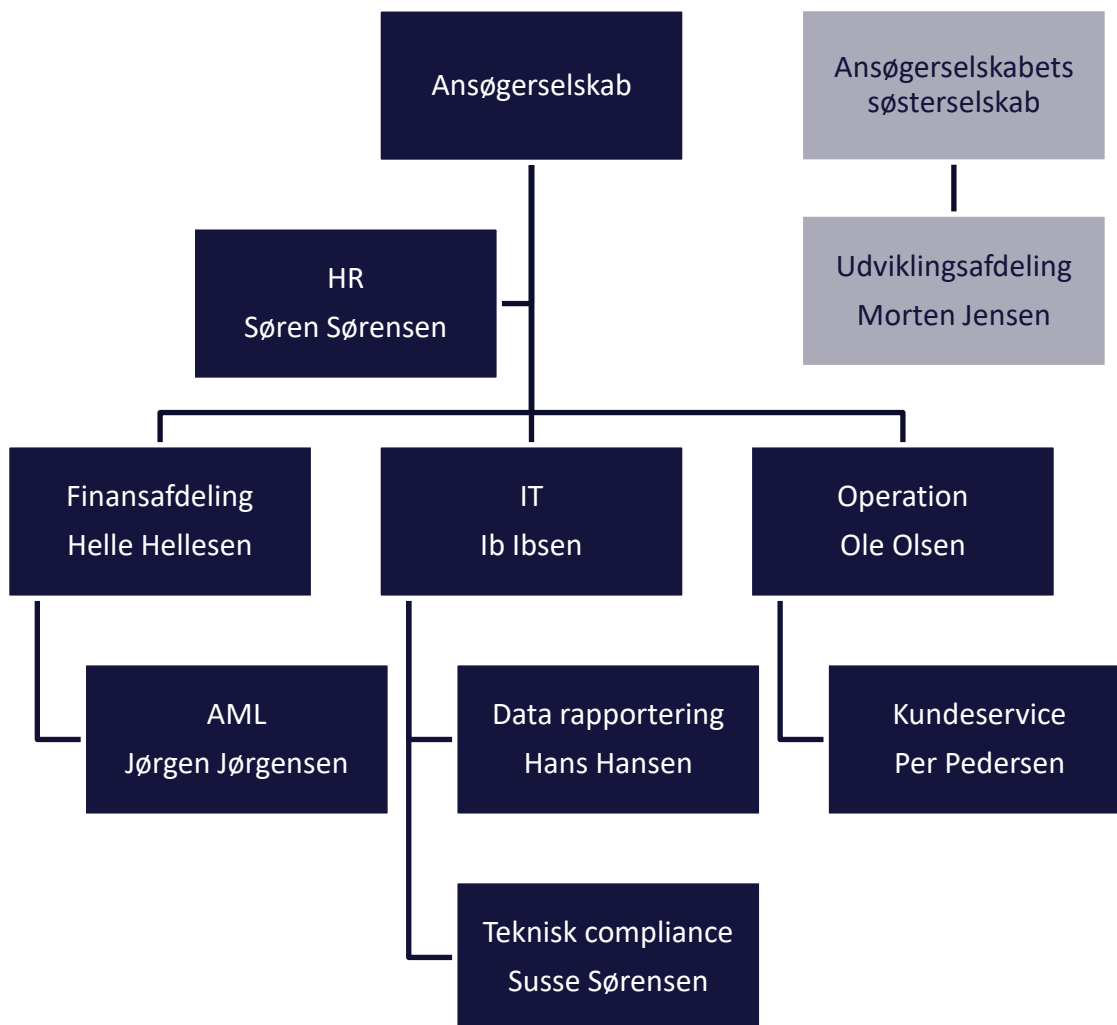 Ansøgerselskab
Ansøgerselskabets
søsterselskab
HR
Søren Sørensen
Udviklingsafdeling
Morten Jensen
Finansafdeling
Helle Hellesen
IT
Ib Ibsen
Operation
Ole Olsen
AML
Jørgen Jørgensen
Data rapportering
Hans Hansen
Kundeservice
Per Pedersen
Teknisk compliance
Susse Sørensen